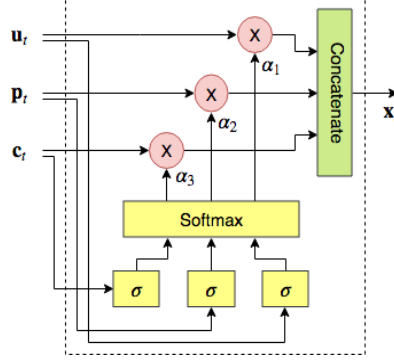 u_t
X
α_1
Concatenate
p_t
X
α_2
x
c_t
X
α_3
Softmax
σ σ σ